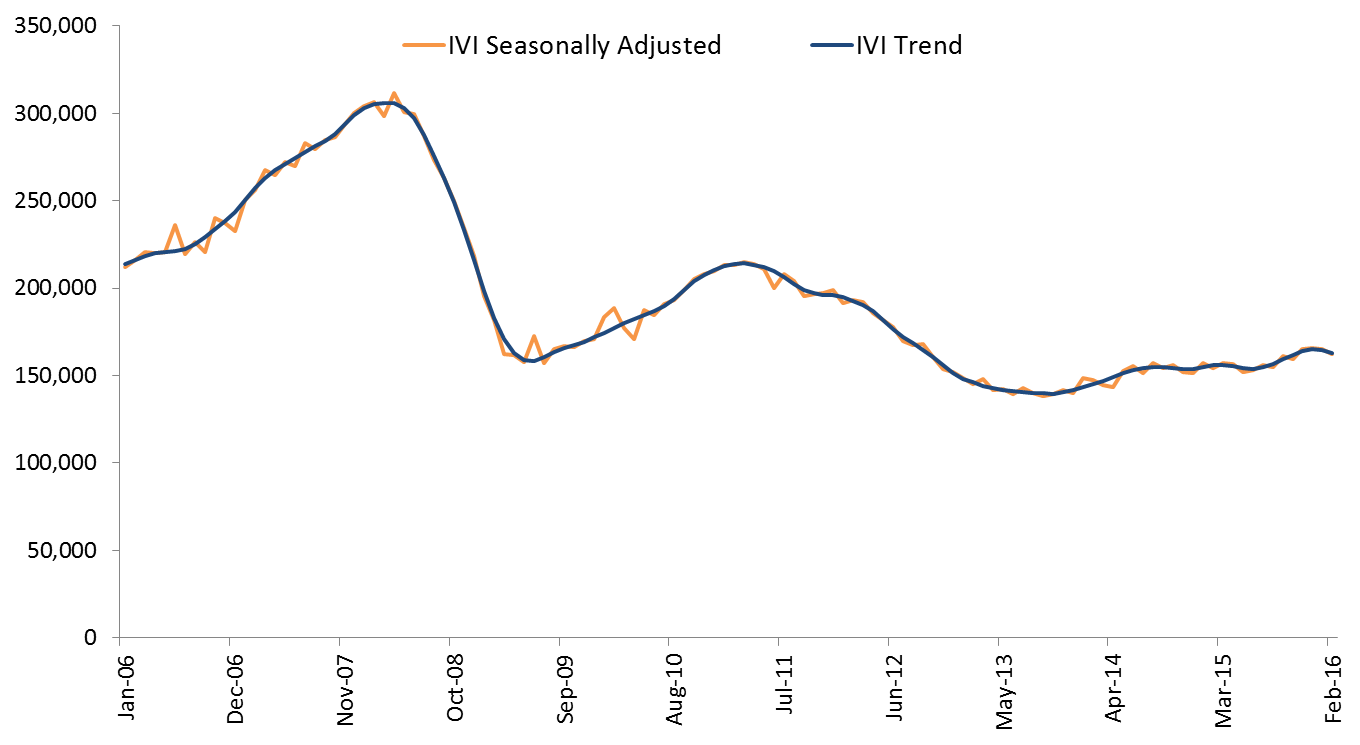 350,000
IVI Seasonally Adjusted
IVI Trend
300,000
250,000
200,000
150,000
100,000
50,000
0
Jan-06
Dec-06
Nov-07
Oct-08
Sep-09
Aug-10
Jul-11
Jun-12
May-13
Apr-14
Mar-15
Feb-16